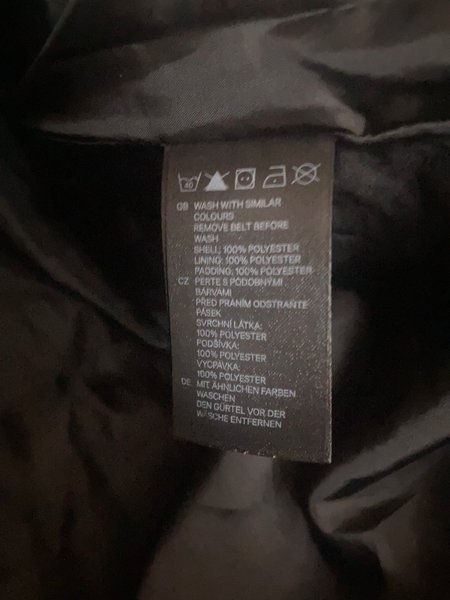 40
GB WASH WITH SIMILAR
COLOURS
REMOVE BELT BEFORE
WASH
SHELL: 100% POLYESTER
LINING: 100% POLYESTER
PADDING: 100% POLYESTER
CZ PERTE S PODOBNÝMI
BARVAMI
PŘED PRANÍM ODSTRAŇTE
PÁSEK
SVRCHNÍ LÁTKA:
100% POLYESTER
PODŠÍVKA:
100% POLYESTER
VYCPÁVKA:
100% POLYESTER
DE MIT ÄHNLICHEN FARBEN
WASCHEN
DEN GÜRTEL VOR DER
WÄSCHE ENTFERNEN